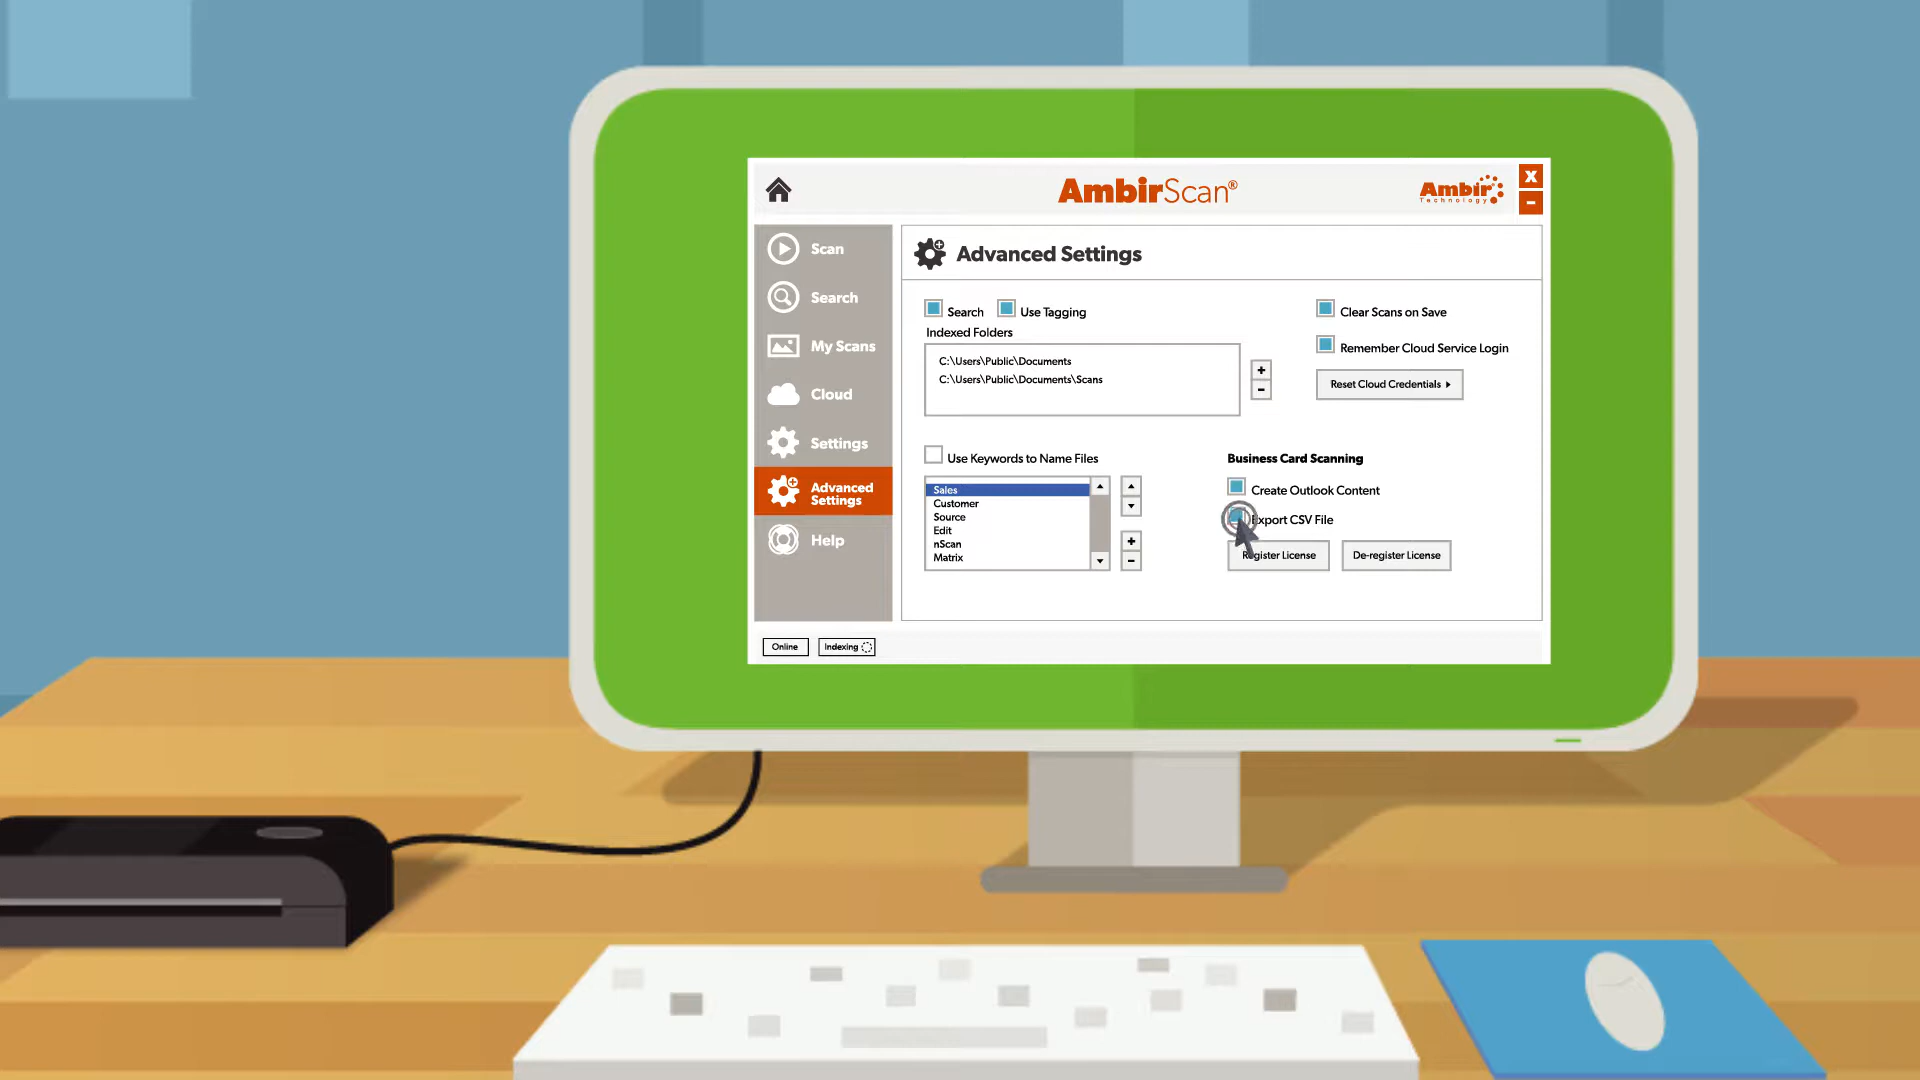 AmbirScan®
Ambir
Technology
X
Scan
Search
My Scans
Cloud
Settings
Advanced
Settings
Help
Advanced Settings
Search
Use Tagging
Indexed Folders
C:\Users\Public\Documents
C:\Users\Public\Documents\Scans
+
-
Clear Scans on Save
Remember Cloud Service Login
Reset Cloud Credentials
Use Keywords to Name Files
Sales
Customer
Source
Edit
nScan
Matrix
+
-
Business Card Scanning
Create Outlook Content
Export CSV File
Register License
De-register License
Online
Indexing